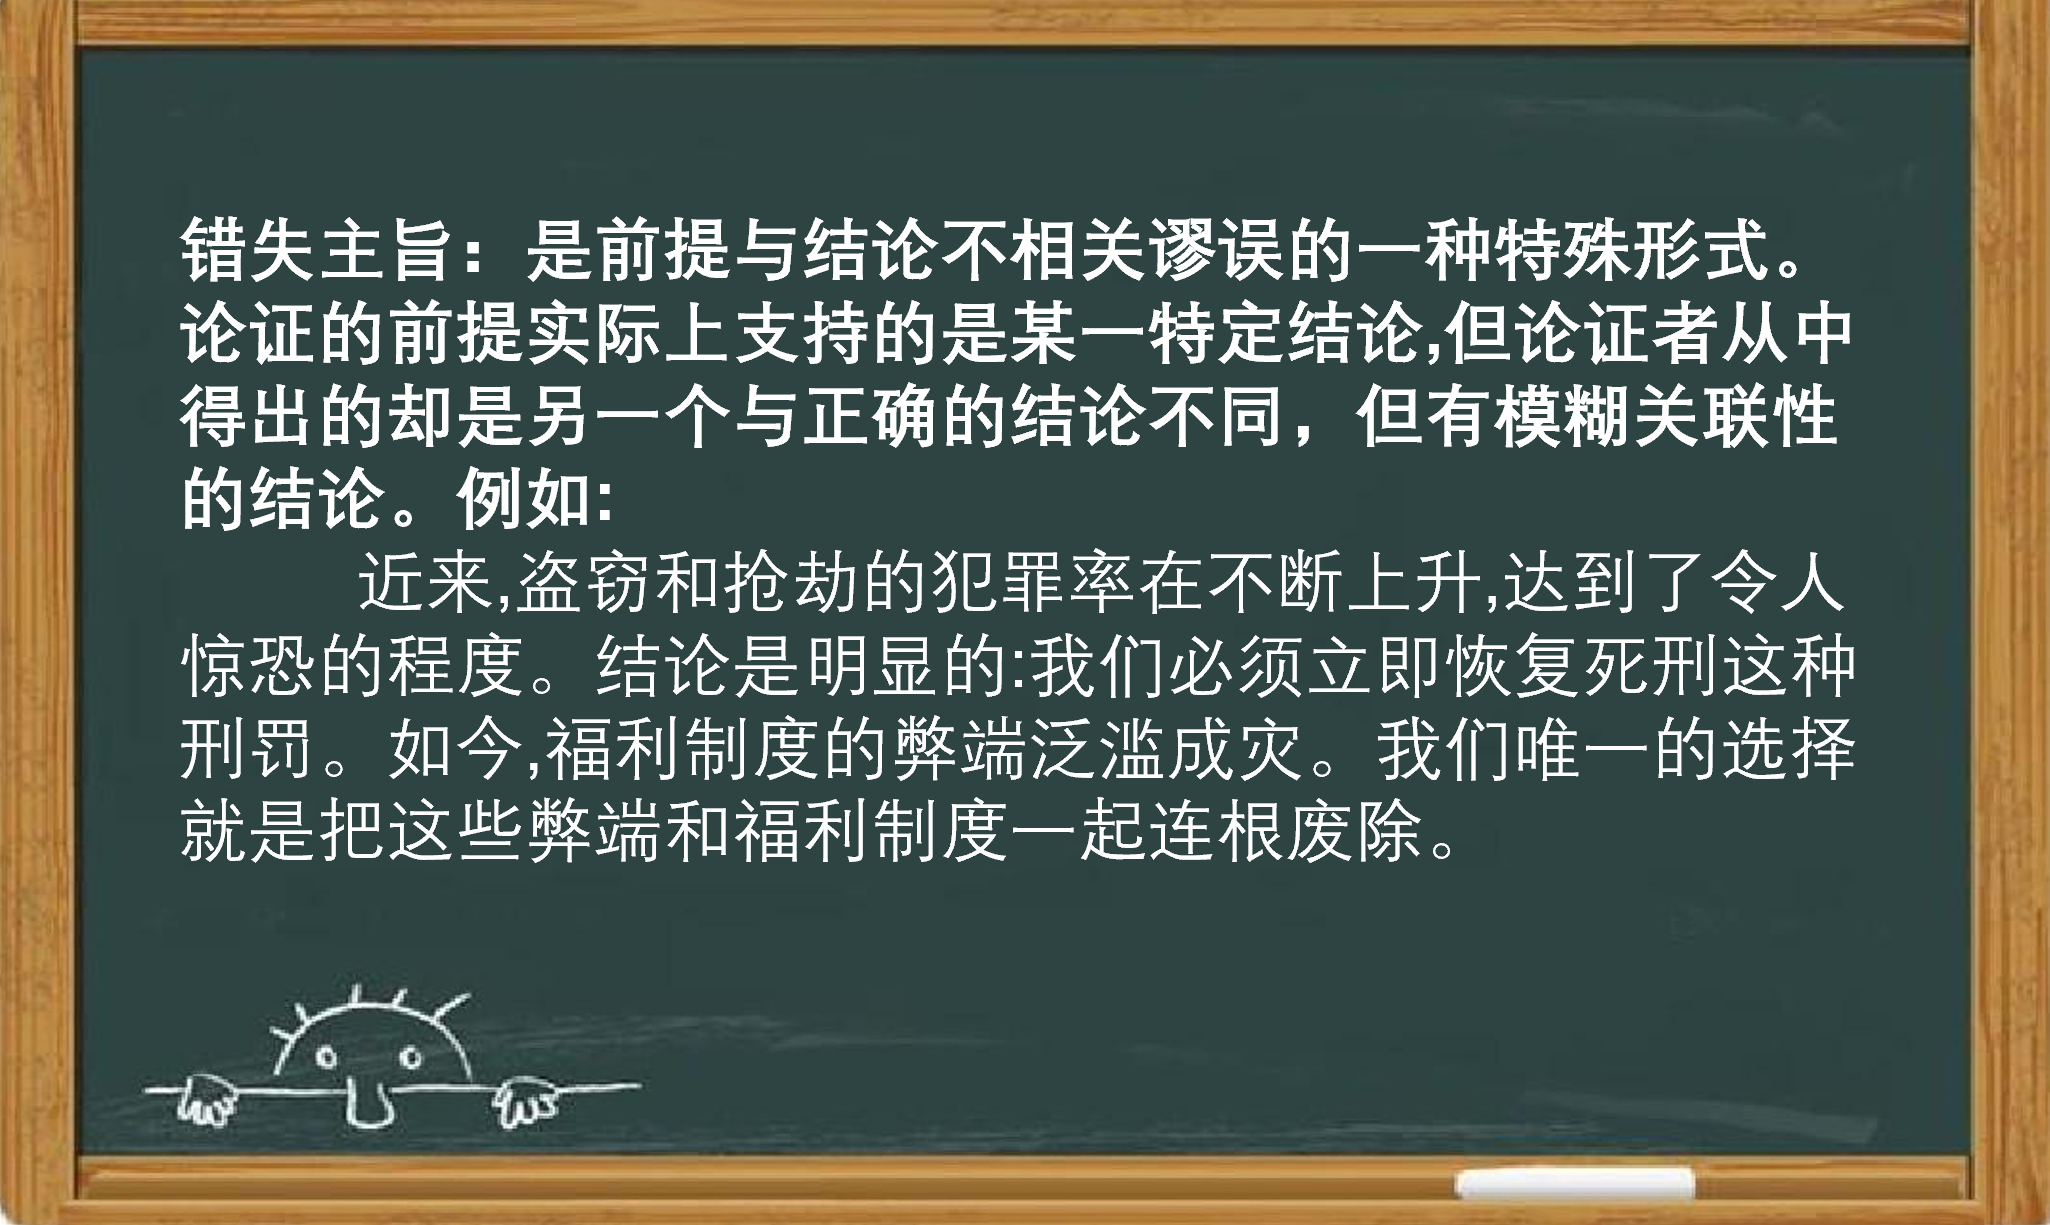 错失主旨：是前提与结论不相关谬误的一种特殊形式。
论证的前提实际上支持的是某一特定结论,但论证者从中
得出的却是另一个与正确的结论不同，但有模糊关联性
的结论。例如:
近来,盗窃和抢劫的犯罪率在不断上升,达到了令人
惊恐的程度。结论是明显的:我们必须立即恢复死刑这种
刑罚。如今,福利制度的弊端泛滥成灾。我们唯一的选择
就是把这些弊端和福利制度一起连根废除。